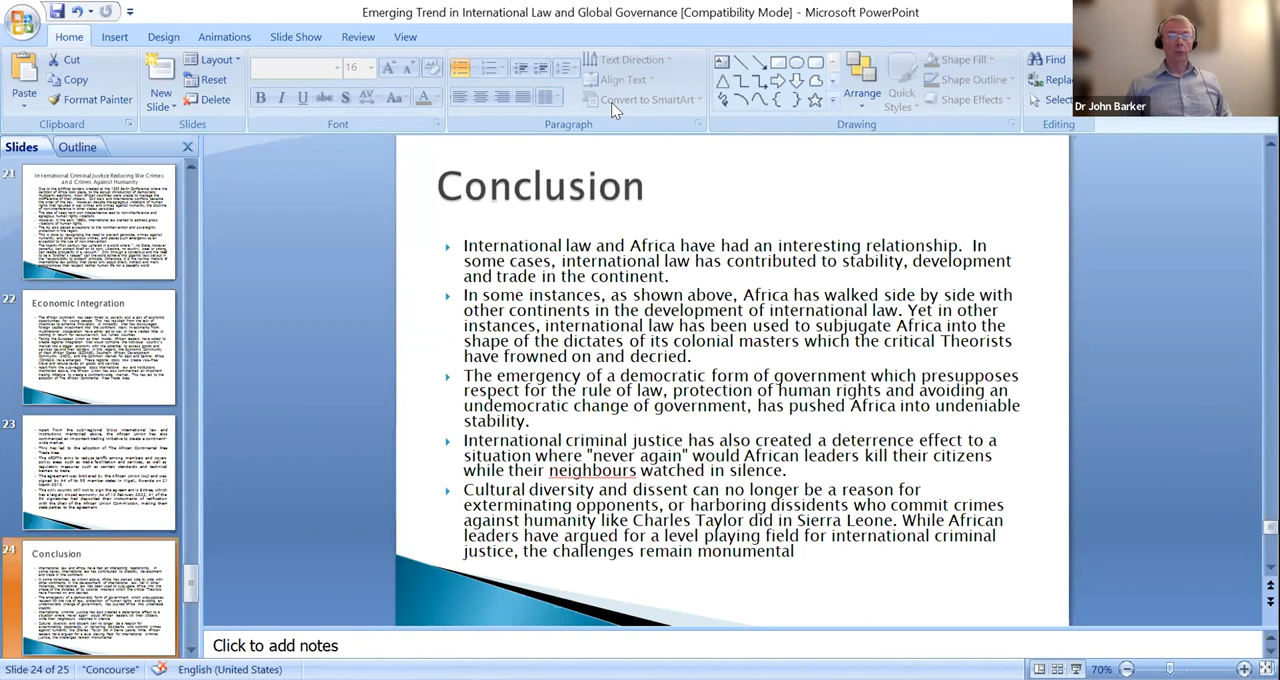 Emerging Trend in International Law and Global Governance [Compatibility Mode] - Microsoft PowerPoint
Home Insert Design Slide Show Animations Review View
Cut
Copy
Format Painter
Paste
Clipboard
New
Slide
Layout
Reset
Delete
Slides
16
B I U abc S AV Aa A
Font
Text Direction
Align Text
Convert to SmartArt
Paragraph
Arrange
Quick
Styles
Shape Fill
Shape Outline
Shape Effects
Drawing
Find
Replac
Select
Editing
Dr John Barker
Slides Outline
21
International Criminal Justice Reducing War Crimes
and Crimes Against Humanity
22
Economic Integration
23
24
Conclusion
Conclusion
International law and Africa have had an interesting relationship. In
some cases, international law has contributed to stability, development
and trade in the continent.
In some instances, as shown above, Africa has walked side by side with
other continents in the development of international law. Yet in other
instances, international law has been used to subjugate Africa into the
shape of the dictates of its colonial masters which the critical Theorists
have frowned on and decried.
The emergency of a democratic form of government which presupposes
respect for the rule of law, protection of human rights and avoiding an
undemocratic change of government, has pushed Africa into undeniable
stability.
International criminal justice has also created a deterrence effect to a
situation where "never again" would African leaders kill their citizens
while their neighbours watched in silence.
Cultural diversity and dissent can no longer be a reason for
exterminating opponents, or harboring dissidents who commit crimes
against humanity like Charles Taylor did in Sierra Leone. While African
leaders have argued for a level playing field for international criminal
justice, the challenges remain monumental
Click to add notes
Slide 24 of 25 "Concourse" English (United States) 70%